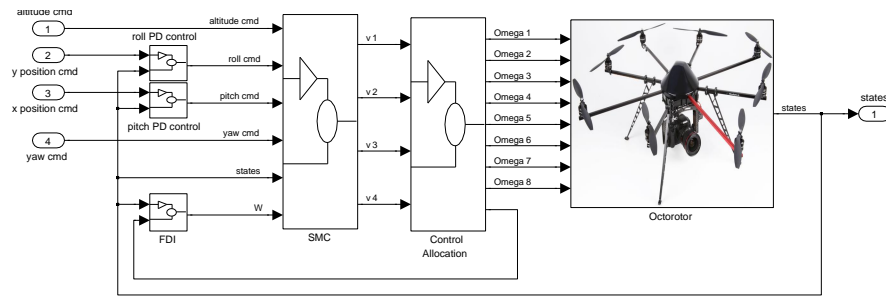 altitude cmd
1
roll PD control
2
y position cmd
3
x position cmd
pitch PD control
4
yaw cmd
FDI
altitude cmd
roll cmd
pitch cmd
yaw cmd
states
W
SMC
v 1
v 2
v 3
v 4
Control
Allocation
Omega 1
Omega 2
Omega 3
Omega 4
Omega 5
Omega 6
Omega 7
Omega 8
Octorotor
states
states
1